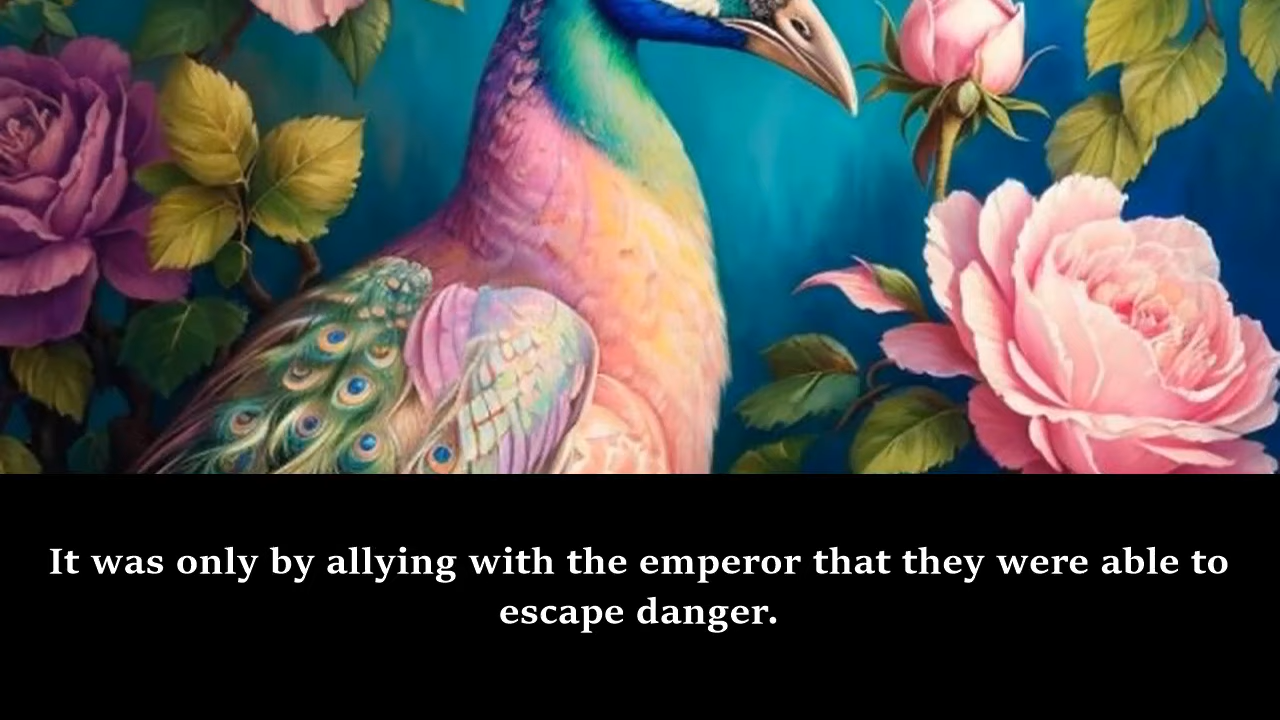 It was only by allying with the emperor that they were able to
escape danger.